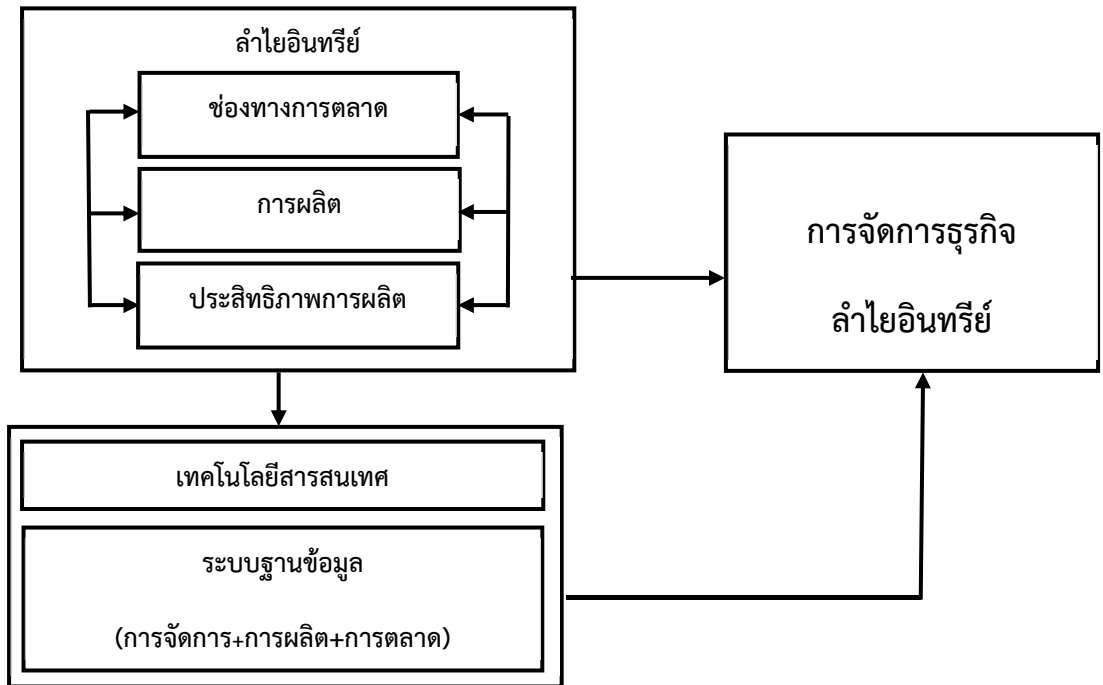 ลำไยอินทรีย์
ช่องทางการตลาด
การผลิต
ประสิทธิภาพการผลิต
การจัดการธุรกิจ
ลำไยอินทรีย์
เทคโนโลยีสารสนเทศ
ระบบฐานข้อมูล
(การจัดการ+การผลิต+การตลาด)